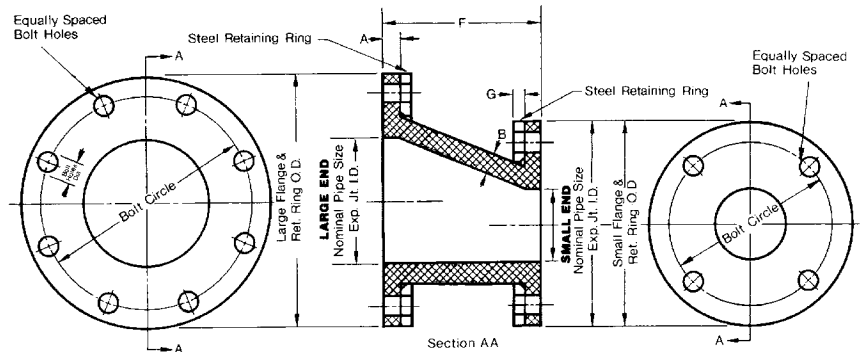 Equally Spaced
Bolt Holes
A
Steel Retaining Ring
A
F
Equally Spaced
Bolt Holes
G
Steel Retaining Ring
A
B
Bolt
Holes
Bolt Circle
Large Flange &
Ret. Ring O.D.
LARGE END
Nominal Pipe Size
Exp. Jt. I.D.
SMALL END
Nominal Pipe Size
Exp. Jt. I.D.
Small Flange &
Ret. Ring O.D
Bolt Circle
A
Section AA
A